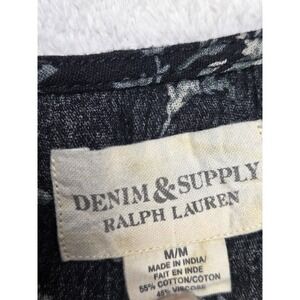 DENIM & SUPPLY
RALPH LAUREN
M/M
MADE IN INDIA/
FAIT EN INDE
55% COTTON/COTON
45% VISCOSE